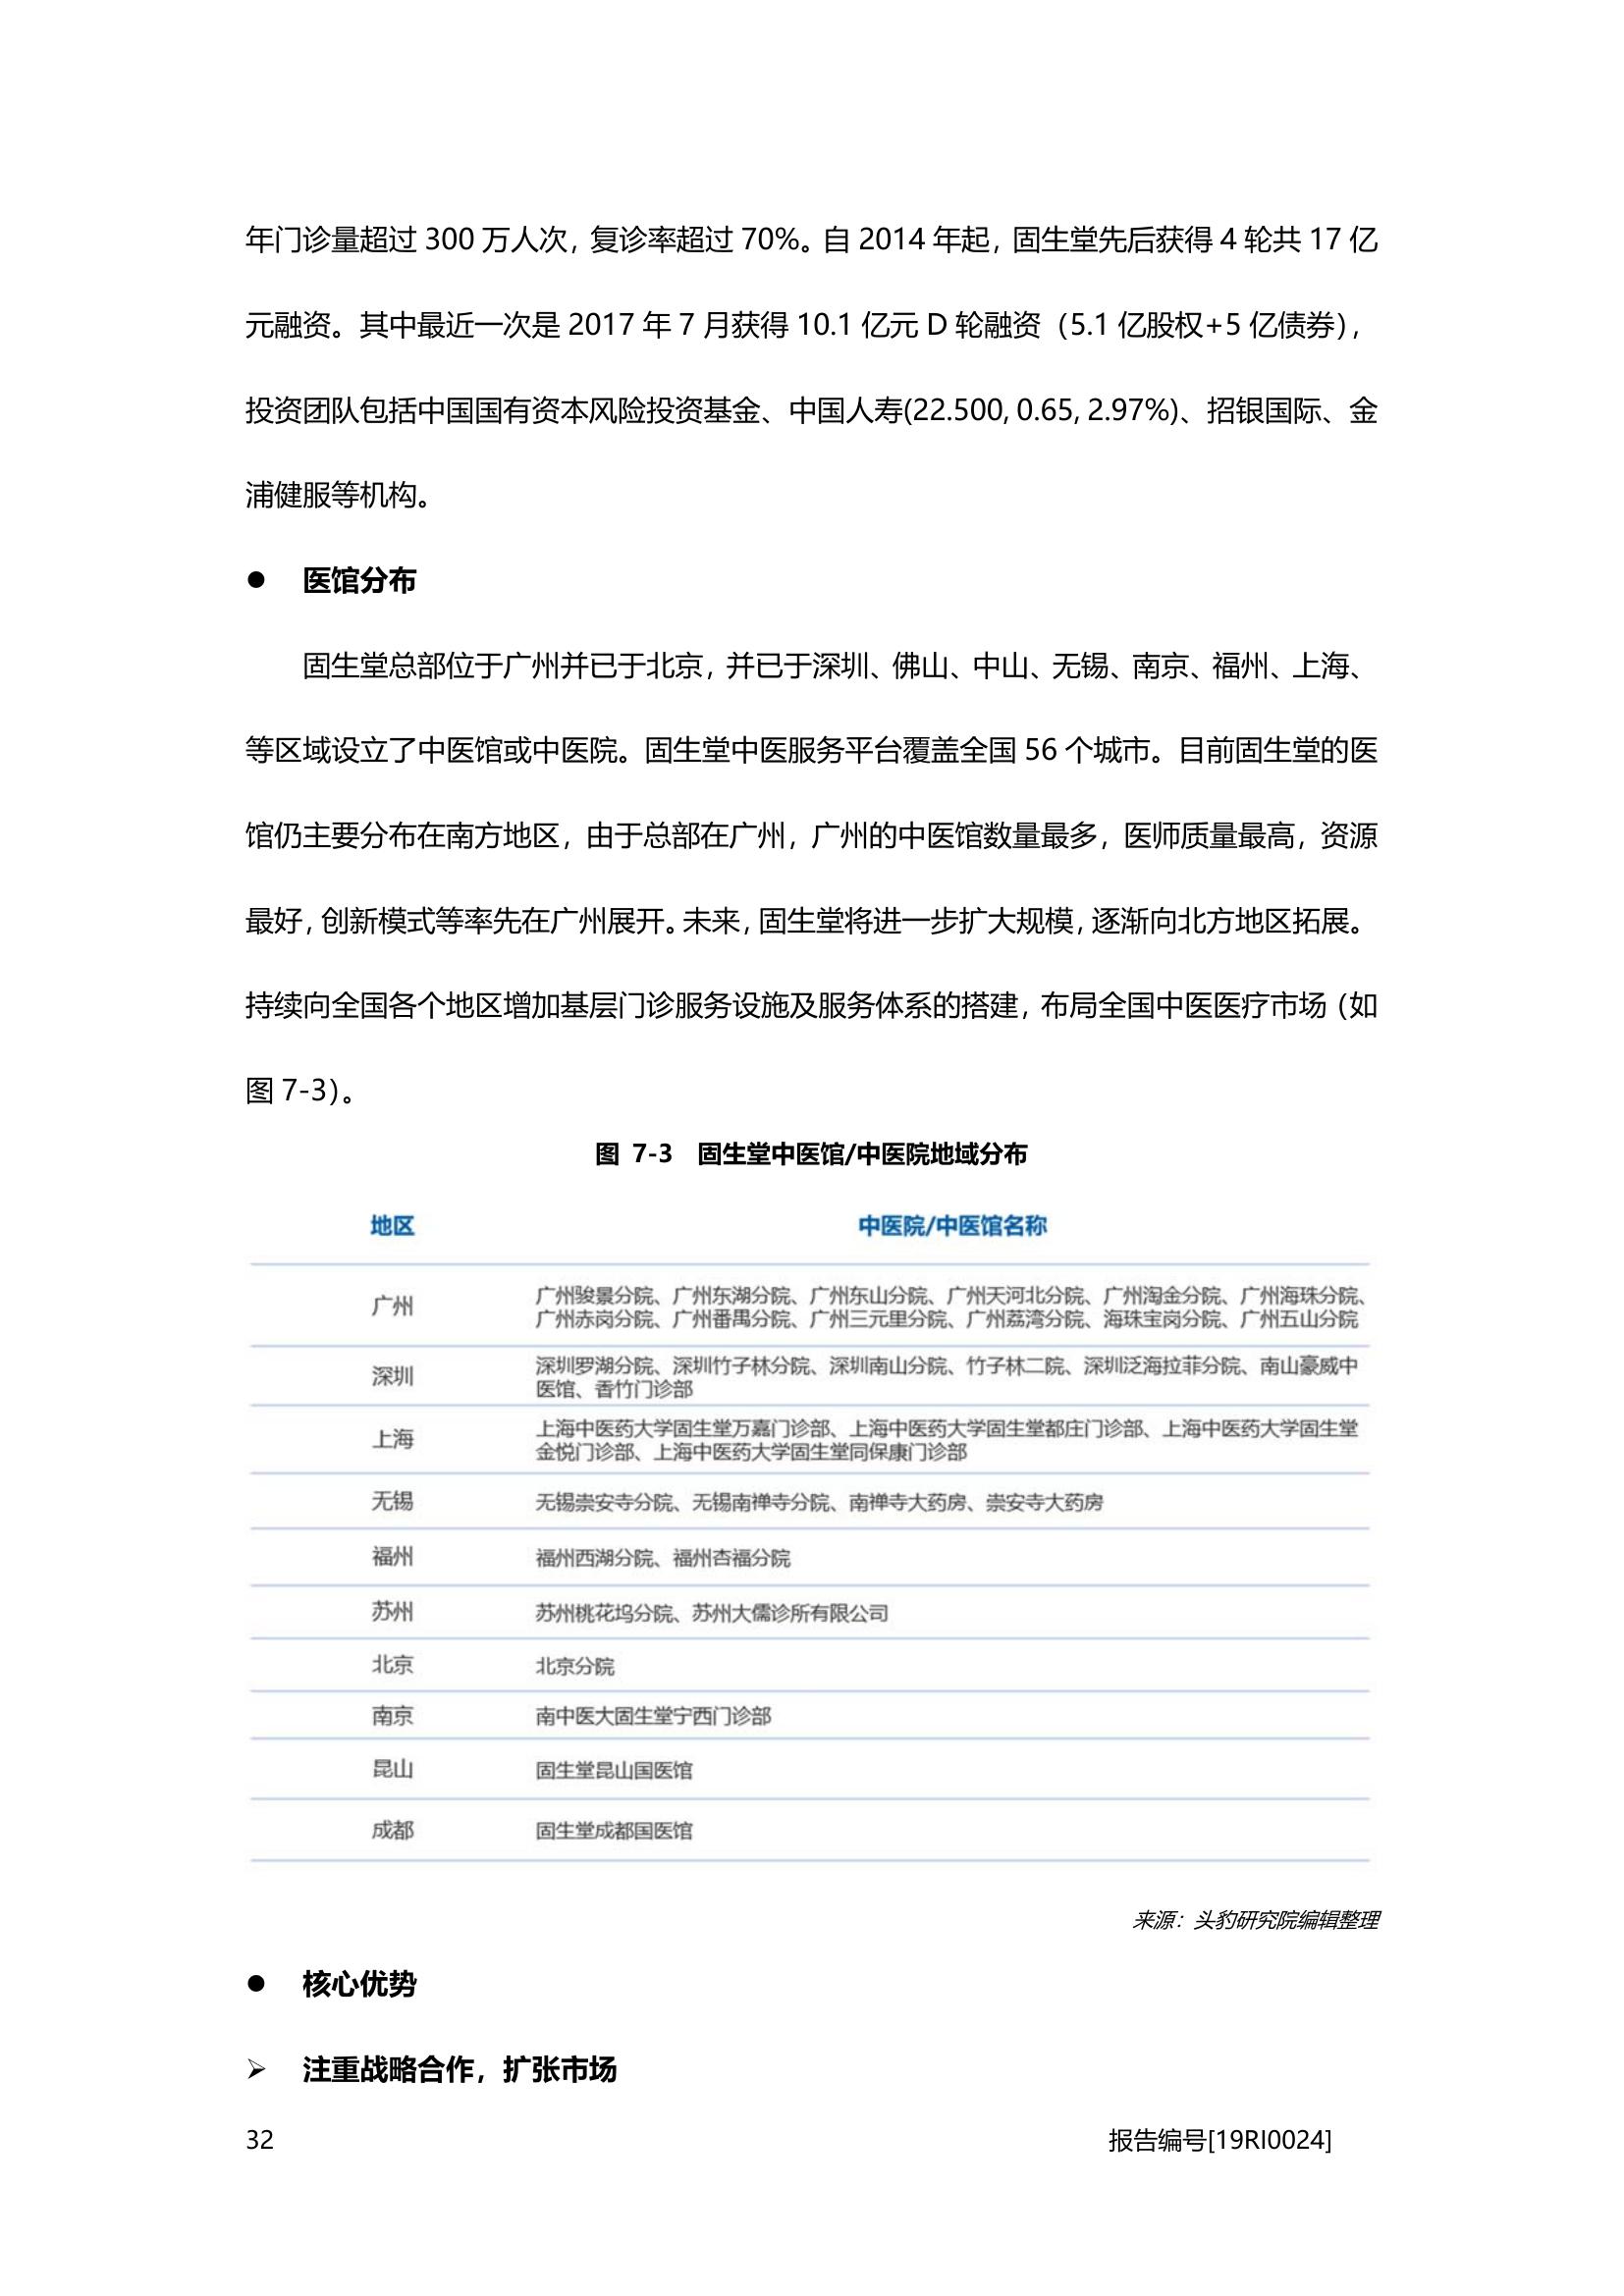 年门诊量超过 300 万人次，复诊率超过 70%。自 2014 年起，固生堂先后获得 4 轮共 17 亿
元融资。其中最近一次是 2017 年 7 月获得 10.1 亿元 D 轮融资（5.1 亿股权+5 亿债券），
投资团队包括中国国有资本风险投资基金、中国人寿(22.500, 0.65, 2.97%)、招银国际、金
浦健服等机构。
● 医馆分布
固生堂总部位于广州并已于北京，并已于深圳、佛山、中山、无锡、南京、福州、上海、
等区域设立了中医馆或中医院。固生堂中医服务平台覆盖全国 56 个城市。目前固生堂的医
馆仍主要分布在南方地区，由于总部在广州，广州的中医馆数量最多，医师质量最高，资源
最好，创新模式等率先在广州展开。未来，固生堂将进一步扩大规模，逐渐向北方地区拓展。
持续向全国各个地区增加基层门诊服务设施及服务体系的搭建，布局全国中医医疗市场（如
图 7-3）。
图 7-3 固生堂中医馆/中医院地域分布
地区 中医院/中医馆名称
广州 广州骏景分院、广州东湖分院、广州东山分院、广州天河北分院、广州淘金分院、广州海珠分院、
广州赤岗分院、广州番禺分院、广州三元里分院、广州荔湾分院、海珠宝岗分院、广州五山分院
深圳 深圳罗湖分院、深圳竹子林分院、深圳南山分院、竹子林二院、深圳泛海拉菲分院、南山豪威中
医馆、香竹门诊部
上海 上海中医药大学固生堂万嘉门诊部、上海中医药大学固生堂都庄门诊部、上海中医药大学固生堂
金悦门诊部、上海中医药大学固生堂同保康门诊部
无锡 无锡崇安寺分院、无锡南禅寺分院、南禅寺大药房、崇安寺大药房
福州 福州西湖分院、福州杏福分院
苏州 苏州桃花坞分院、苏州大儒诊所有限公司
北京 北京分院
南京 南中医大固生堂宁西门诊部
昆山 固生堂昆山国医馆
成都 固生堂成都国医馆
来源：头豹研究院编辑整理
● 核心优势
➢ 注重战略合作，扩张市场
32 报告编号[19RI0024]